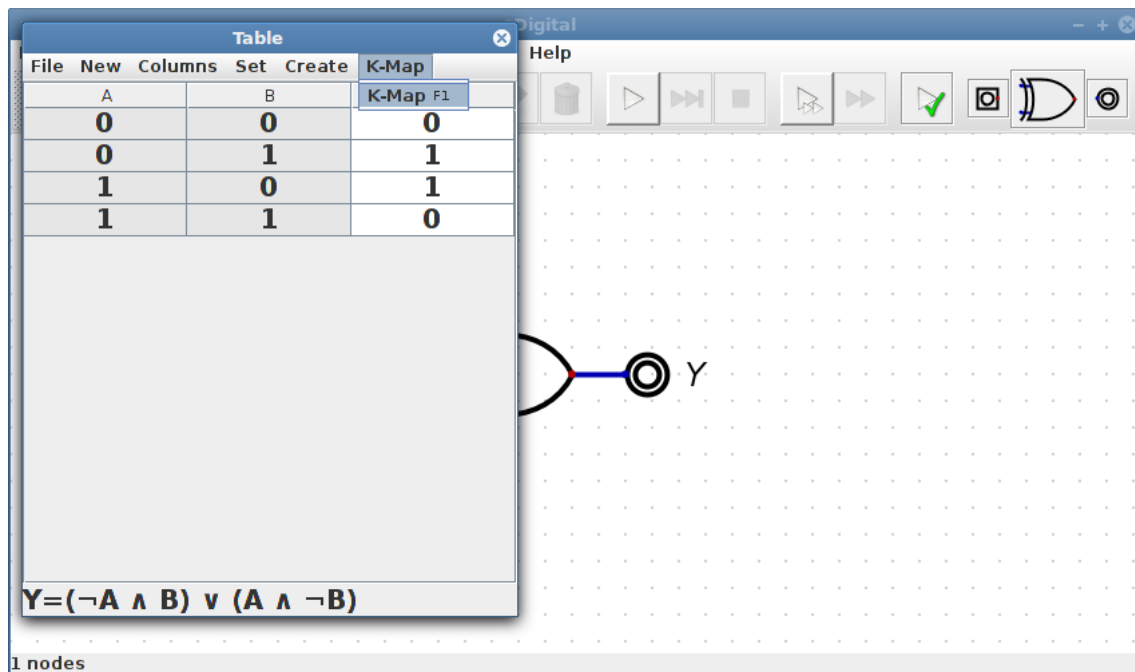 Digital
Table
Help
File New Columns Set Create K-Map
K-Map F1
A B
0 0 0
0 1 1
1 0 1
1 1 0
Y
Y=(¬A ∧ B) ∨ (A ∧ ¬B)
1 nodes